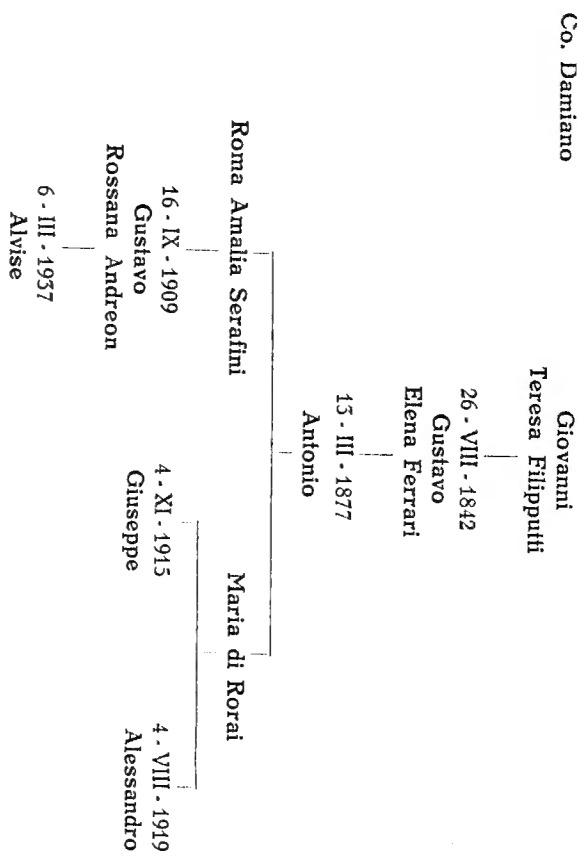 Co. Damiano
Giovanni
Teresa Filipputti
26 - VIII - 1842
Gustavo
Elena Ferrari
13 - III - 1877
Antonio
Roma Amalia Serafini
Maria di Rorai
16 - IX - 1909
Gustavo
Rossana Andreon
4 - XI - 1915
Giuseppe
4 - VIII - 1919
Alessandro
6 - III - 1937
Alvise